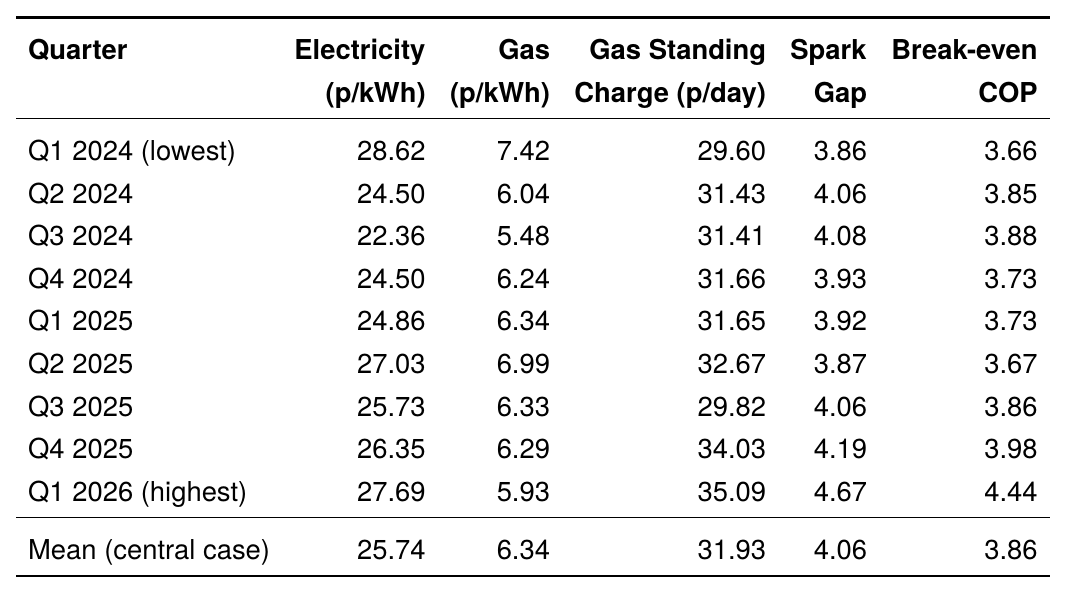 Quarter Electricity Gas Gas Standing Spark Break-even
(p/kWh) (p/kWh) Charge (p/day) Gap COP
Q1 2024 (lowest) 28.62 7.42 29.60 3.86 3.66
Q2 2024 24.50 6.04 31.43 4.06 3.85
Q3 2024 22.36 5.48 31.41 4.08 3.88
Q4 2024 24.50 6.24 31.66 3.93 3.73
Q1 2025 24.86 6.34 31.65 3.92 3.73
Q2 2025 27.03 6.99 32.67 3.87 3.67
Q3 2025 25.73 6.33 29.82 4.06 3.86
Q4 2025 26.35 6.29 34.03 4.19 3.98
Q1 2026 (highest) 27.69 5.93 35.09 4.67 4.44
Mean (central case) 25.74 6.34 31.93 4.06 3.86